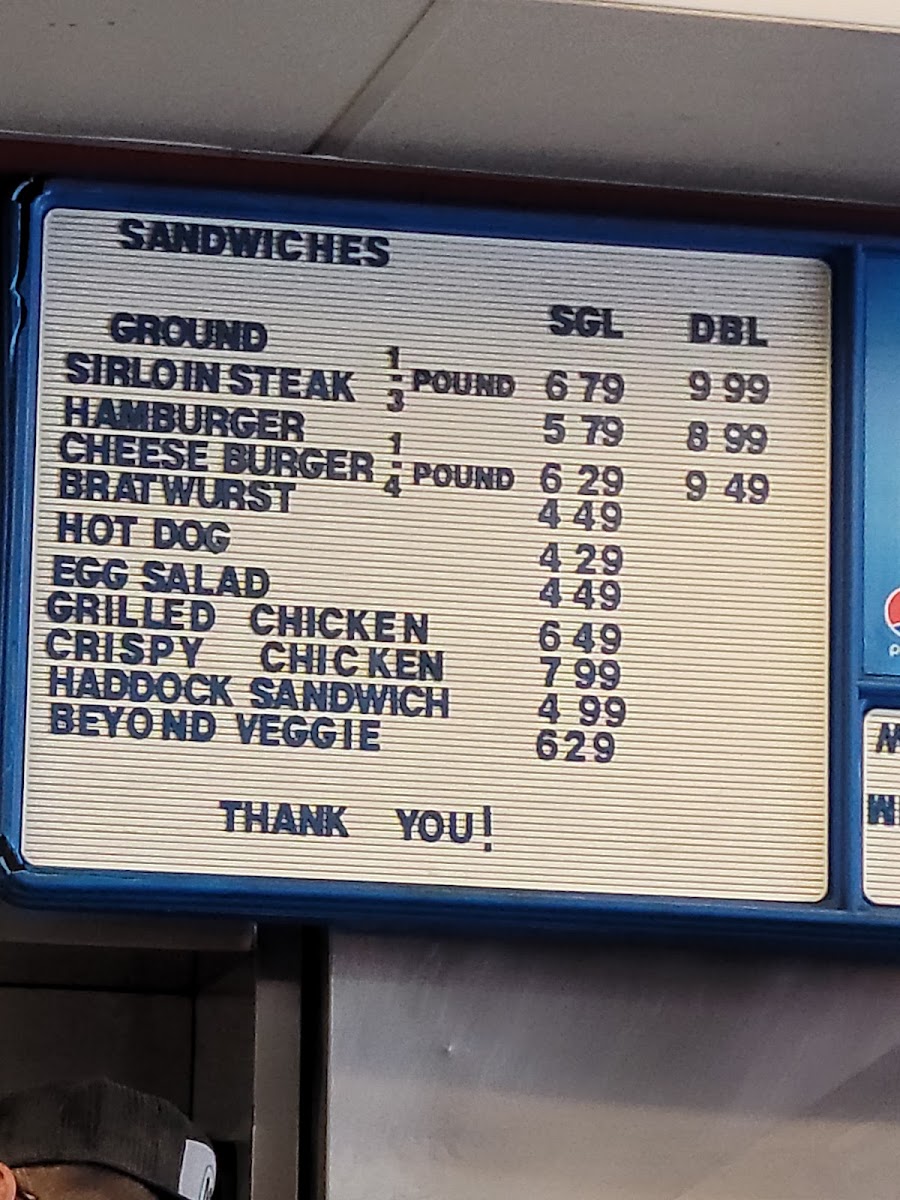 SANDWICHES
GROUND SGL DBL
SIRLOIN STEAK 1/3 POUND 6 79 9 99
HAMBURGER 5 79 8 99
CHEESE BURGER 1/4 POUND 6 29 9 49
BRATWURST 4 49
HOT DOG 4 29
EGG SALAD 4 49
GRILLED CHICKEN 6 49
CRISPY CHICKEN 7 99
HADDOCK SANDWICH 4 99
BEYOND VEGGIE 629
THANK YOU!